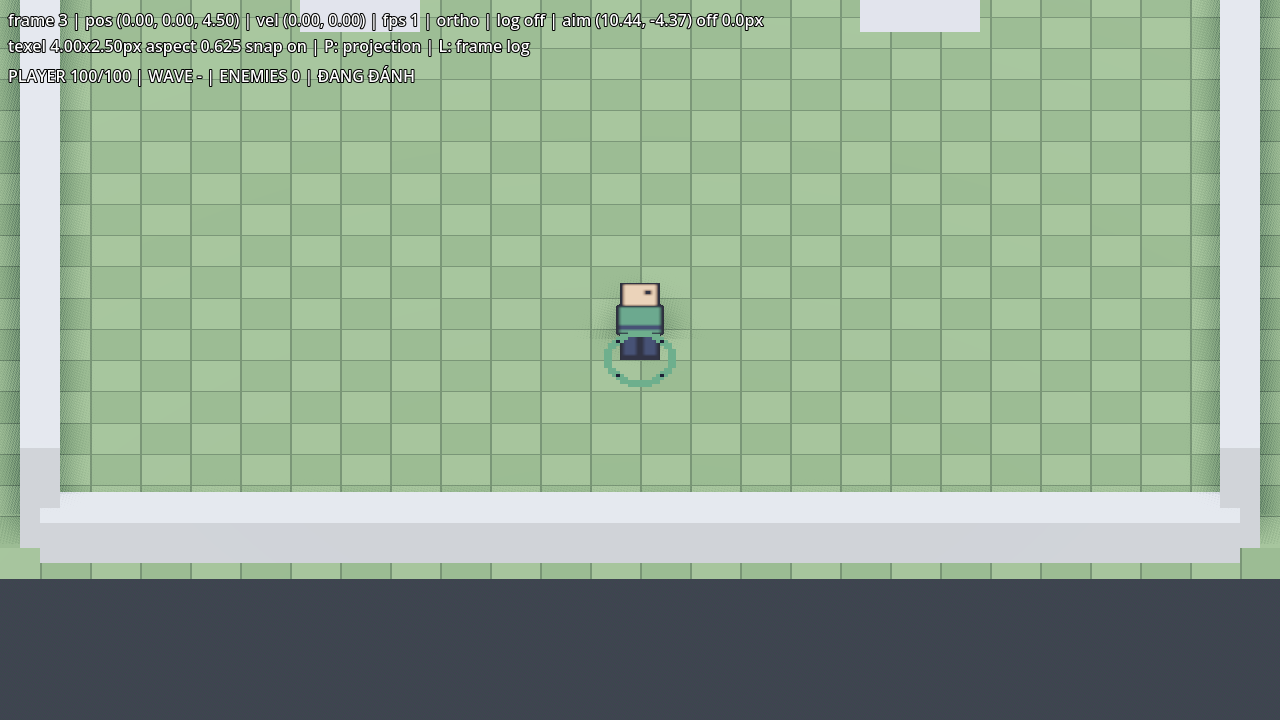 frame 3 | pos (0.00, 0.00, 4.50) | vel (0.00, 0.00) | fps 1 | ortho | log off | aim (10.44, -4.37) off 0.0px
texel 4.00x2.50px aspect 0.625 snap on | P: projection | L: frame log
PLAYER 100/100 | WAVE - | ENEMIES 0 | ĐANG ĐÁNH